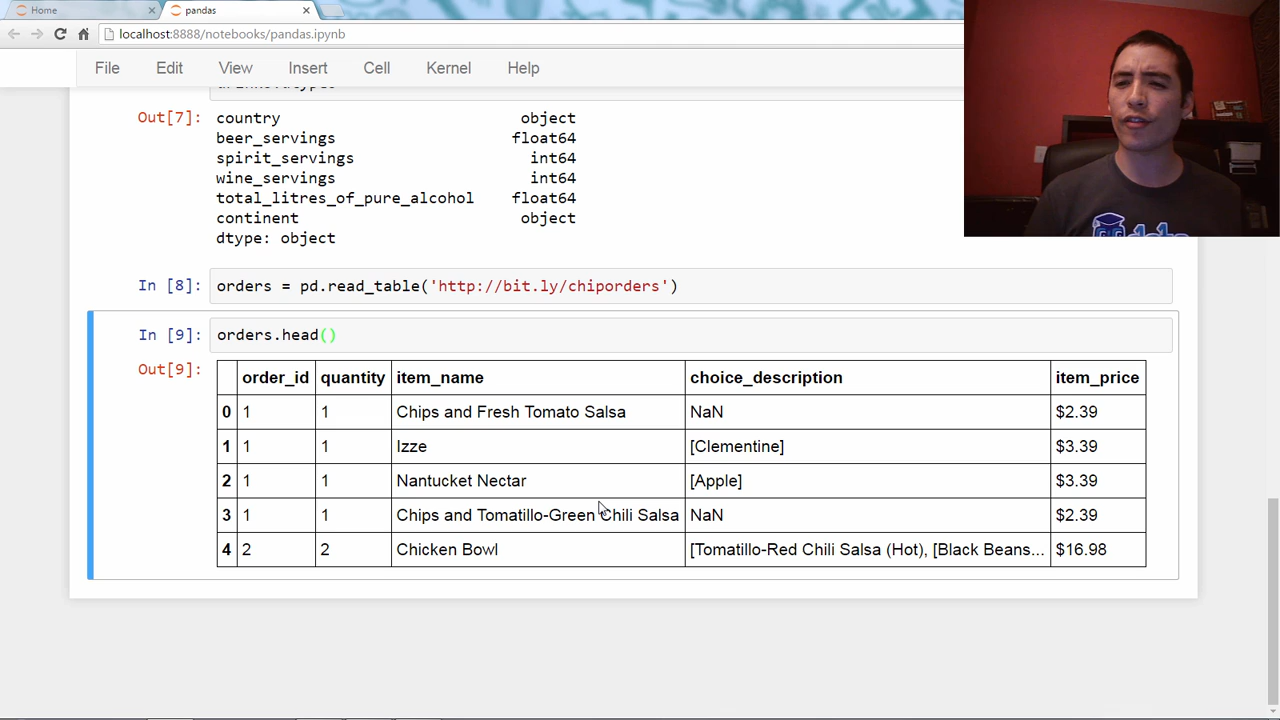 Home
pandas
localhost:8888/notebooks/pandas.ipynb
File Edit View Insert Cell Kernel Help
Out[7]:
country object
beer_servings float64
spirit_servings int64
wine_servings int64
total_litres_of_pure_alcohol float64
continent object
dtype: object
In [8]: orders = pd.read_table('http://bit.ly/chiporders')
In [9]: orders.head()
Out[9]:
order_id quantity item_name choice_description item_price
0 1 1 Chips and Fresh Tomato Salsa NaN $2.39
1 1 1 Izze [Clementine] $3.39
2 1 1 Nantucket Nectar [Apple] $3.39
3 1 1 Chips and Tomatillo-Green Chili Salsa NaN $2.39
4 2 2 Chicken Bowl [Tomatillo-Red Chili Salsa (Hot), [Black Beans... $16.98